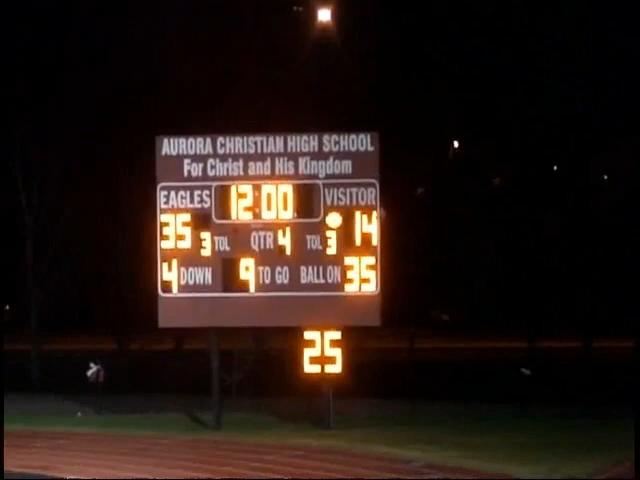 AURORA CHRISTIAN HIGH SCHOOL
For Christ and His Kingdom
EAGLES 12:00 VISITOR
35 3 TOL QTR 4 TOL 3 14
4 DOWN 9 TO GO BALL ON 35
25